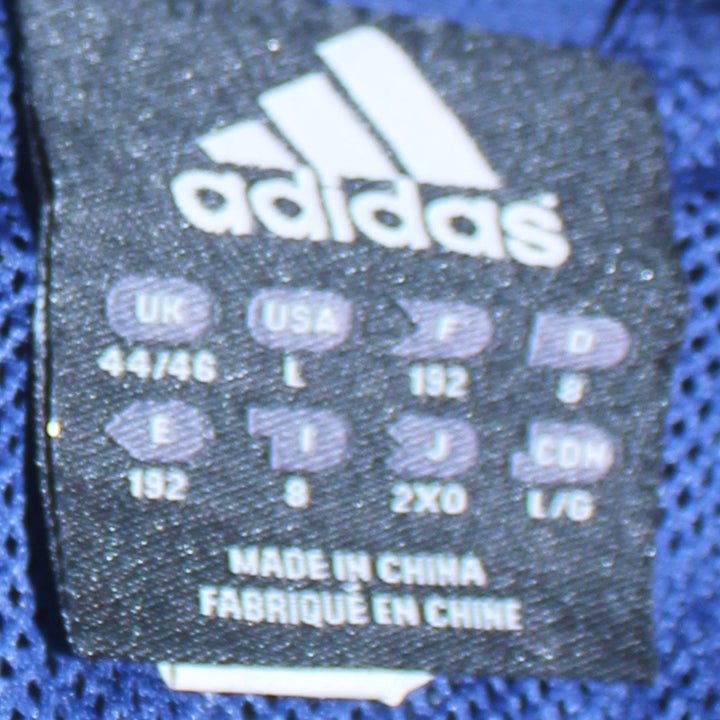 adidas
UK USA F D
44/46 L 192 8
E I J CDN
192 8 2XO L/G
MADE IN CHINA
FABRIQUÉ EN CHINE